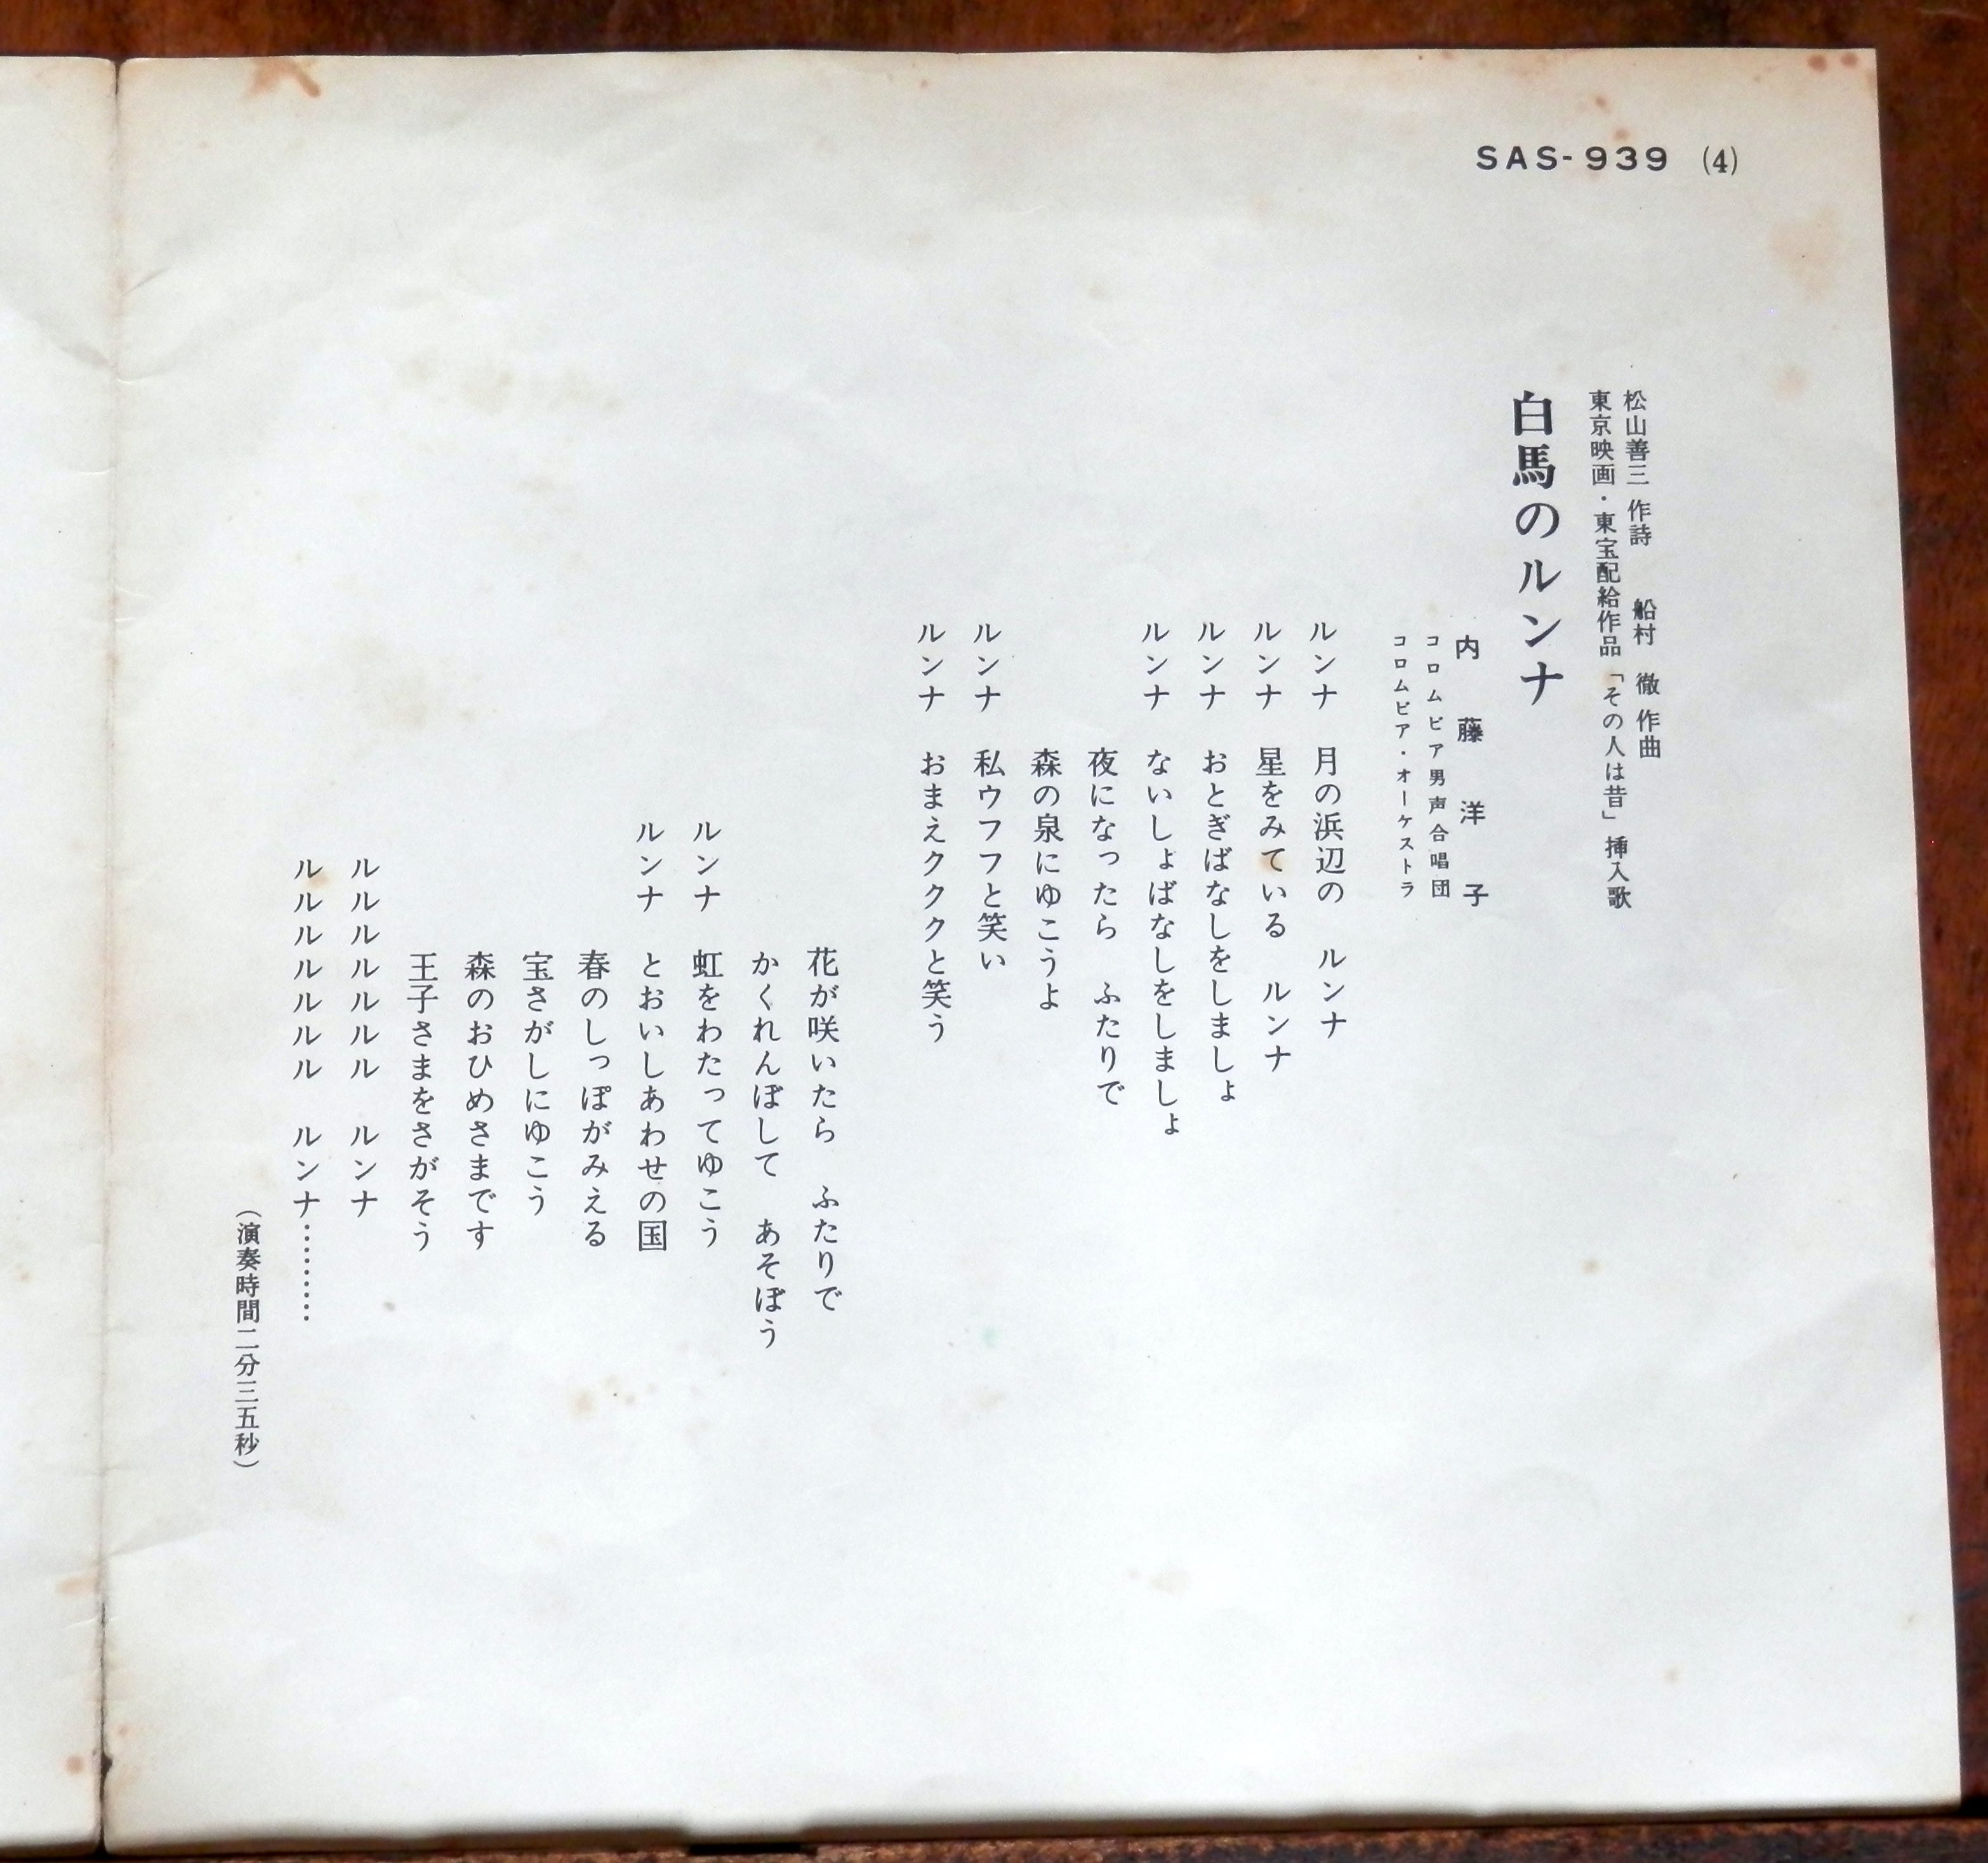 SAS-939 (4)
松山善三 作詩　船村　徹 作曲
東京映画・東宝配給作品「その人は昔」挿入歌
白馬のルンナ
内藤洋子
コロムビア男声合唱団
コロムビア・オーケストラ
ルンナ　月の浜辺の　ルンナ
ルンナ　星をみている　ルンナ
ルンナ　おとぎばなしをしましょ
ルンナ　ないしょばなしをしましょ
夜になったら　ふたりで
森の泉にゆこうよ
ルンナ　私ウフフと笑い
ルンナ　おまえクククと笑う
花が咲いたら　ふたりで
かくれんぼして　あそぼう
ルンナ　虹をわたってゆこう
ルンナ　とおいしあわせの国
春のしっぽがみえる
宝さがしにゆこう
森のおひめさまです
王子さまをさがそう
ルルルルルルル　ルンナ
ルルルルルルル　ルンナ………
（演奏時間二分三五秒）